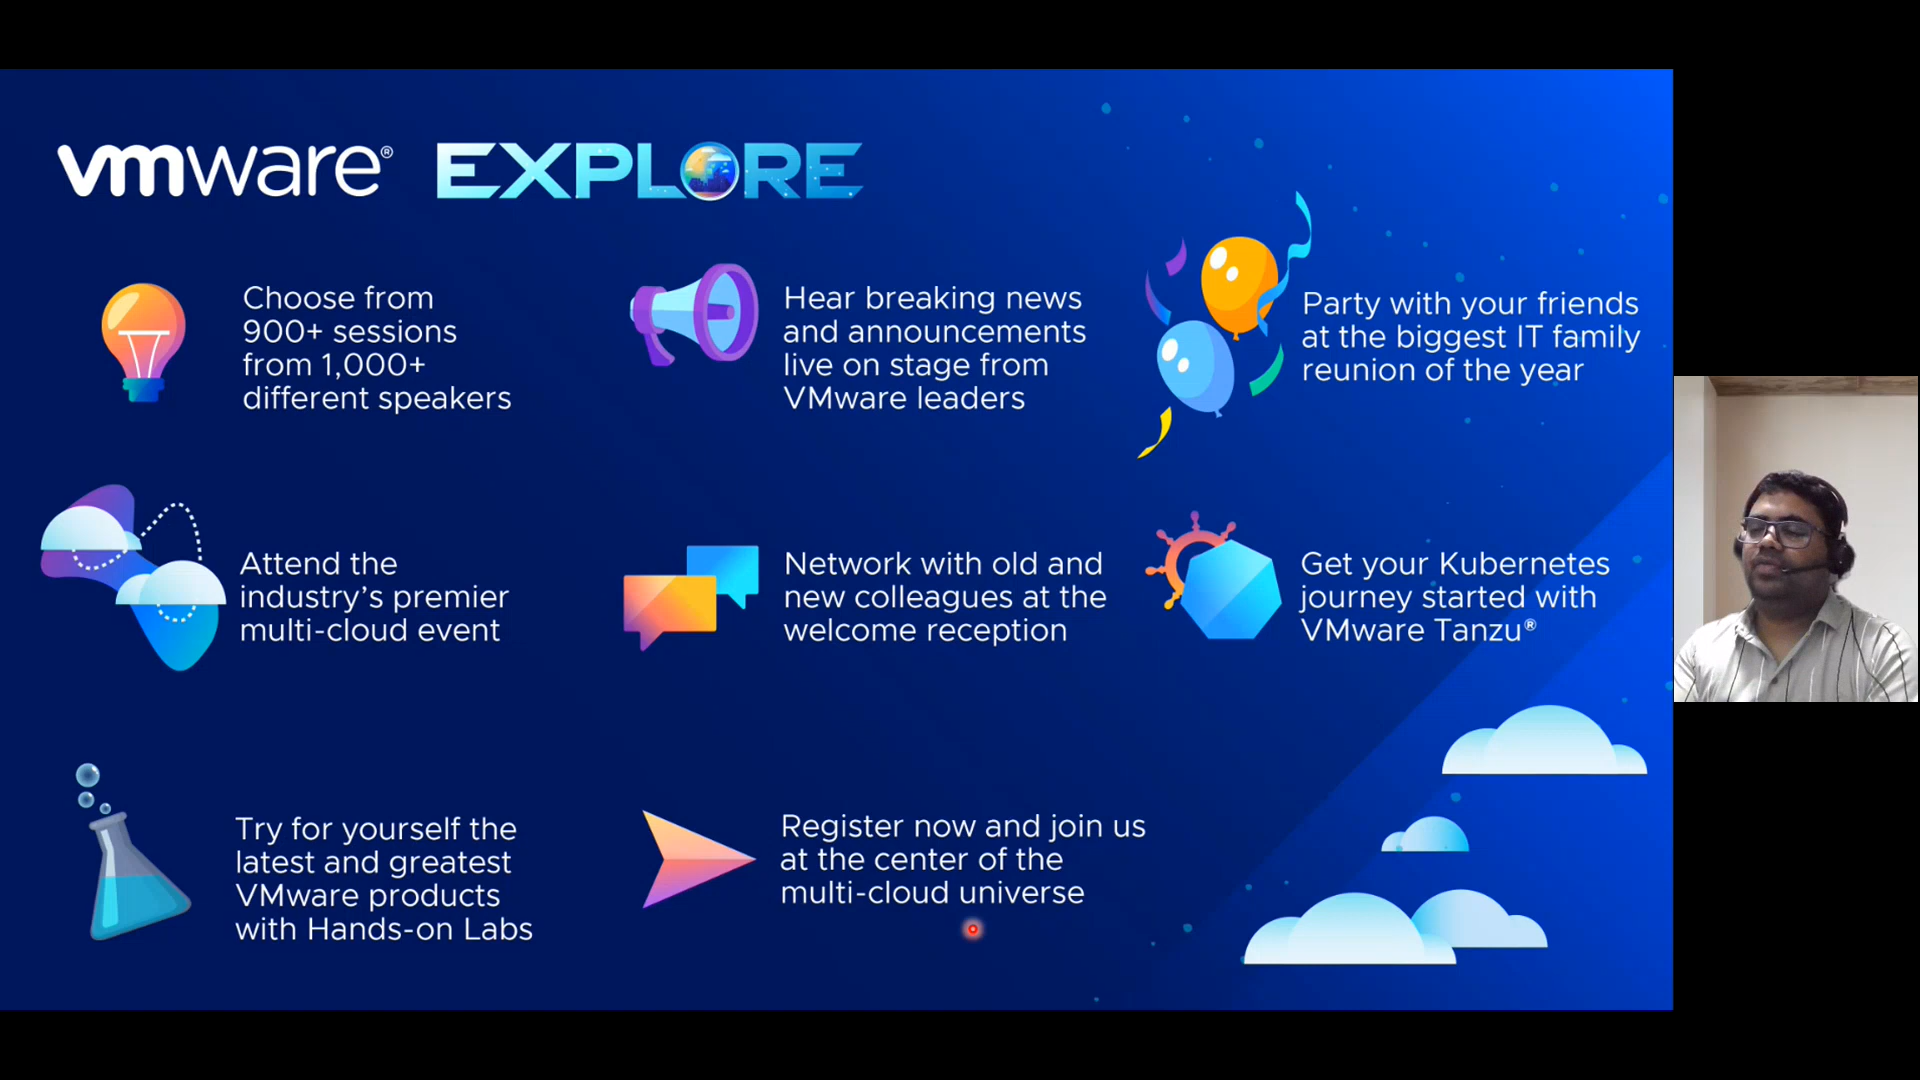 vmware® EXPLORE
Choose from
900+ sessions
from 1,000+
different speakers
Hear breaking news
and announcements
live on stage from
VMware leaders
Party with your friends
at the biggest IT family
reunion of the year
Attend the
industry’s premier
multi-cloud event
Network with old and
new colleagues at the
welcome reception
Get your Kubernetes
journey started with
VMware Tanzu®
Try for yourself the
latest and greatest
VMware products
with Hands-on Labs
Register now and join us
at the center of the
multi-cloud universe